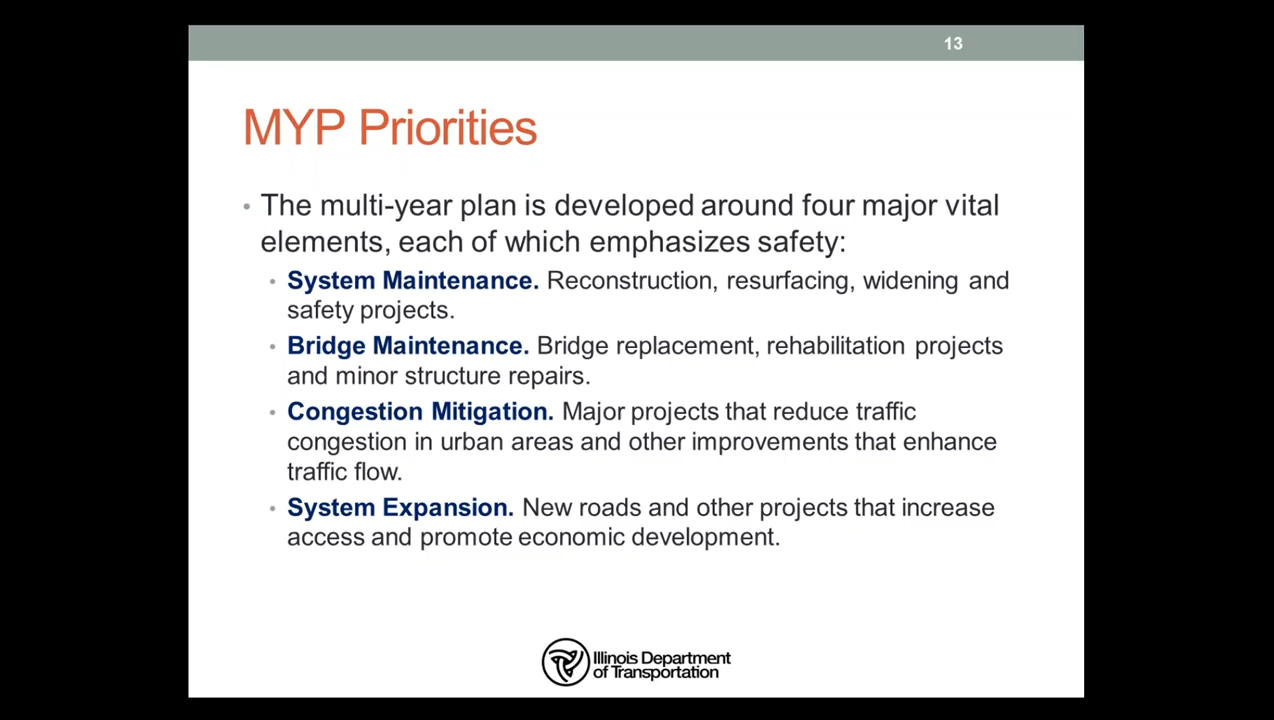 13
MYP Priorities
• The multi-year plan is developed around four major vital
elements, each of which emphasizes safety:
• System Maintenance. Reconstruction, resurfacing, widening and
safety projects.
• Bridge Maintenance. Bridge replacement, rehabilitation projects
and minor structure repairs.
• Congestion Mitigation. Major projects that reduce traffic
congestion in urban areas and other improvements that enhance
traffic flow.
• System Expansion. New roads and other projects that increase
access and promote economic development.
Illinois Department
of Transportation